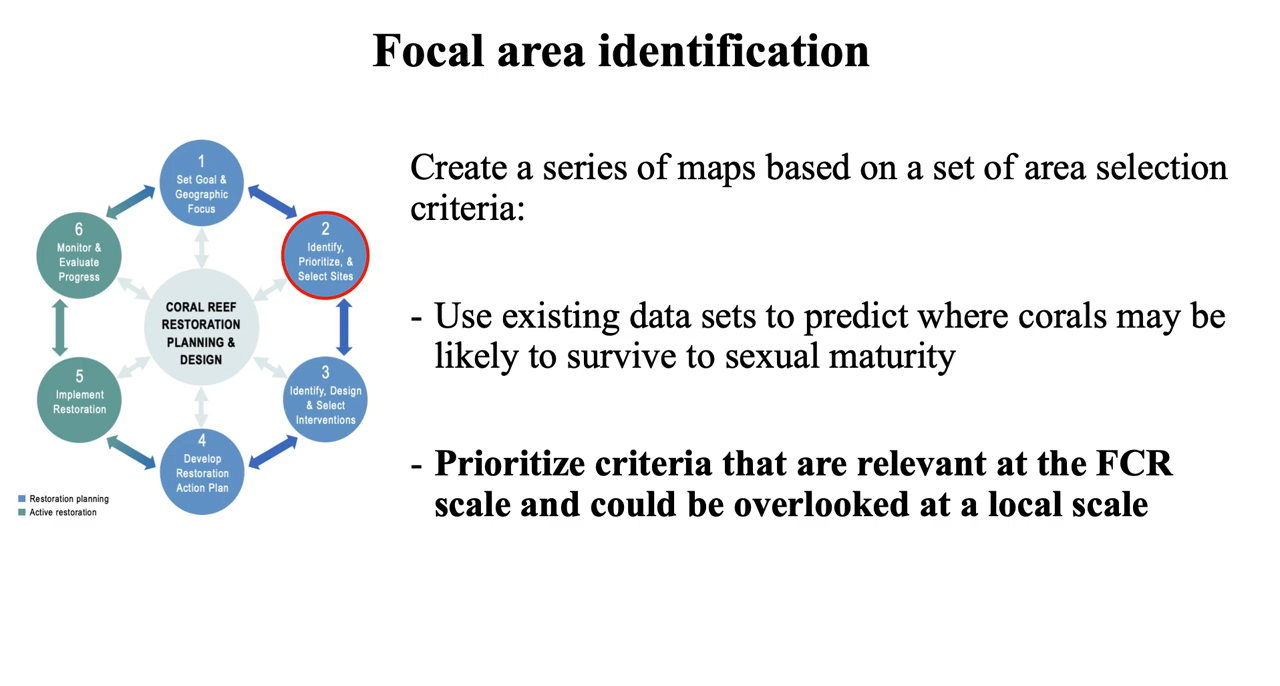 Focal area identification
1
Set Goal &
Geographic
Focus
2
Identify,
Prioritize, &
Select Sites
3
Identify, Design
& Select
Interventions
4
Develop
Restoration
Action Plan
5
Implement
Restoration
6
Monitor &
Evaluate
Progress
CORAL REEF
RESTORATION
PLANNING &
DESIGN
Restoration planning
Active restoration
Create a series of maps based on a set of area selection
criteria:
- Use existing data sets to predict where corals may be
likely to survive to sexual maturity
- Prioritize criteria that are relevant at the FCR
scale and could be overlooked at a local scale